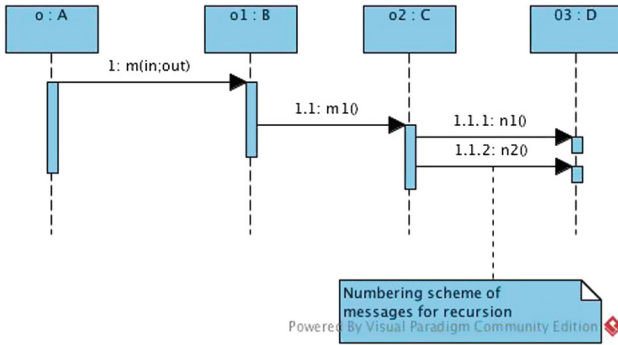 o : A
o1 : B
o2 : C
03 : D
1: m(in;out)
1.1: m1()
1.1.1: n1()
1.1.2: n2()
Numbering scheme of
messages for recursion
Powered By Visual Paradigm Community Edition